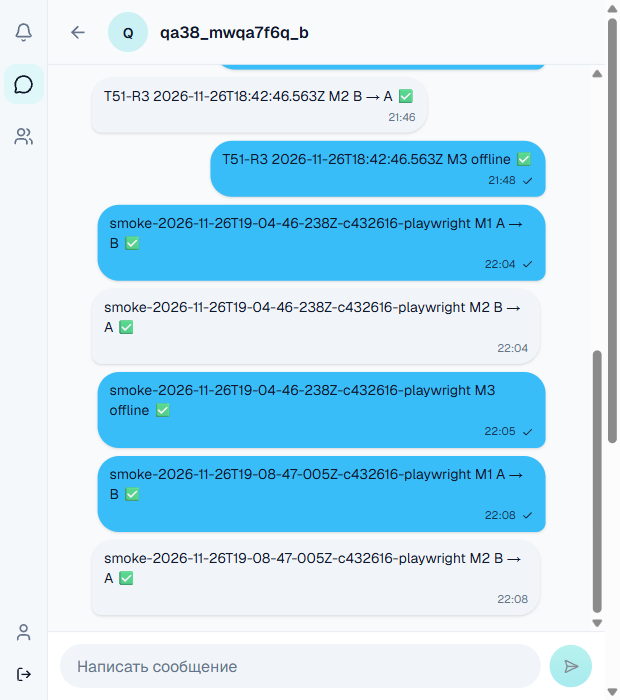 Q
qa38_mwqa7f6q_b
T51-R3 2026-11-26T18:42:46.563Z M2 B → A ✅
21:46
T51-R3 2026-11-26T18:42:46.563Z M3 offline ✅
21:48 ✓
smoke-2026-11-26T19-04-46-238Z-c432616-playwright M1 A →
B ✅
22:04 ✓
smoke-2026-11-26T19-04-46-238Z-c432616-playwright M2 B →
A ✅
22:04
smoke-2026-11-26T19-04-46-238Z-c432616-playwright M3
offline ✅
22:05 ✓
smoke-2026-11-26T19-08-47-005Z-c432616-playwright M1 A →
B ✅
22:08 ✓
smoke-2026-11-26T19-08-47-005Z-c432616-playwright M2 B →
A ✅
22:08
Написать сообщение